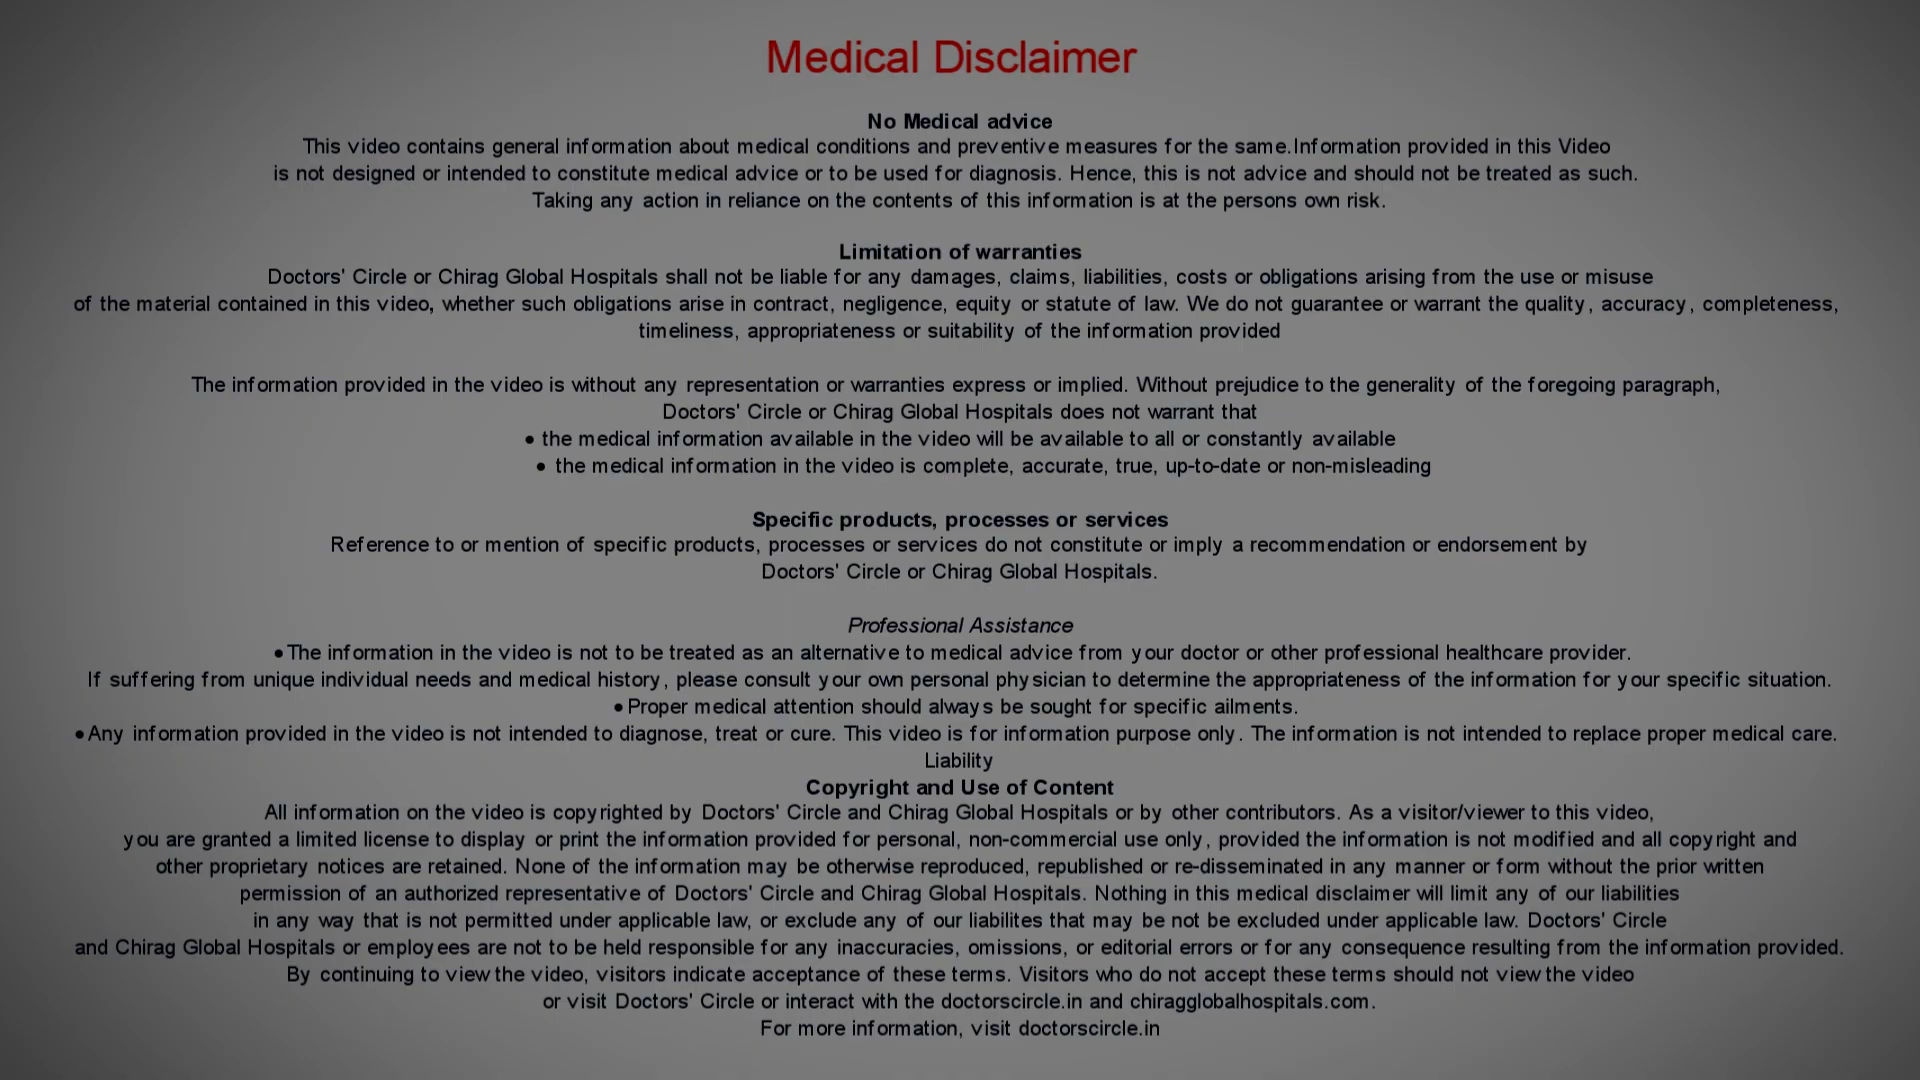 Medical Disclaimer
No Medical advice
This video contains general information about medical conditions and preventive measures for the same.Information provided in this Video
is not designed or intended to constitute medical advice or to be used for diagnosis. Hence, this is not advice and should not be treated as such.
Taking any action in reliance on the contents of this information is at the persons own risk.
Limitation of warranties
Doctors' Circle or Chirag Global Hospitals shall not be liable for any damages, claims, liabilities, costs or obligations arising from the use or misuse
of the material contained in this video, whether such obligations arise in contract, negligence, equity or statute of law. We do not guarantee or warrant the quality, accuracy, completeness,
timeliness, appropriateness or suitability of the information provided
The information provided in the video is without any representation or warranties express or implied. Without prejudice to the generality of the foregoing paragraph,
Doctors' Circle or Chirag Global Hospitals does not warrant that
• the medical information available in the video will be available to all or constantly available
• the medical information in the video is complete, accurate, true, up-to-date or non-misleading
Specific products, processes or services
Reference to or mention of specific products, processes or services do not constitute or imply a recommendation or endorsement by
Doctors' Circle or Chirag Global Hospitals.
Professional Assistance
•The information in the video is not to be treated as an alternative to medical advice from your doctor or other professional healthcare provider.
If suffering from unique individual needs and medical history, please consult your own personal physician to determine the appropriateness of the information for your specific situation.
•Proper medical attention should always be sought for specific ailments.
•Any information provided in the video is not intended to diagnose, treat or cure. This video is for information purpose only. The information is not intended to replace proper medical care.
Liability
Copyright and Use of Content
All information on the video is copyrighted by Doctors' Circle and Chirag Global Hospitals or by other contributors. As a visitor/viewer to this video,
you are granted a limited license to display or print the information provided for personal, non-commercial use only, provided the information is not modified and all copyright and
other proprietary notices are retained. None of the information may be otherwise reproduced, republished or re-disseminated in any manner or form without the prior written
permission of an authorized representative of Doctors' Circle and Chirag Global Hospitals. Nothing in this medical disclaimer will limit any of our liabilities
in any way that is not permitted under applicable law, or exclude any of our liabilites that may be not be excluded under applicable law. Doctors' Circle
and Chirag Global Hospitals or employees are not to be held responsible for any inaccuracies, omissions, or editorial errors or for any consequence resulting from the information provided.
By continuing to view the video, visitors indicate acceptance of these terms. Visitors who do not accept these terms should not view the video
or visit Doctors' Circle or interact with the doctorscircle.in and chiragglobalhospitals.com.
For more information, visit doctorscircle.in